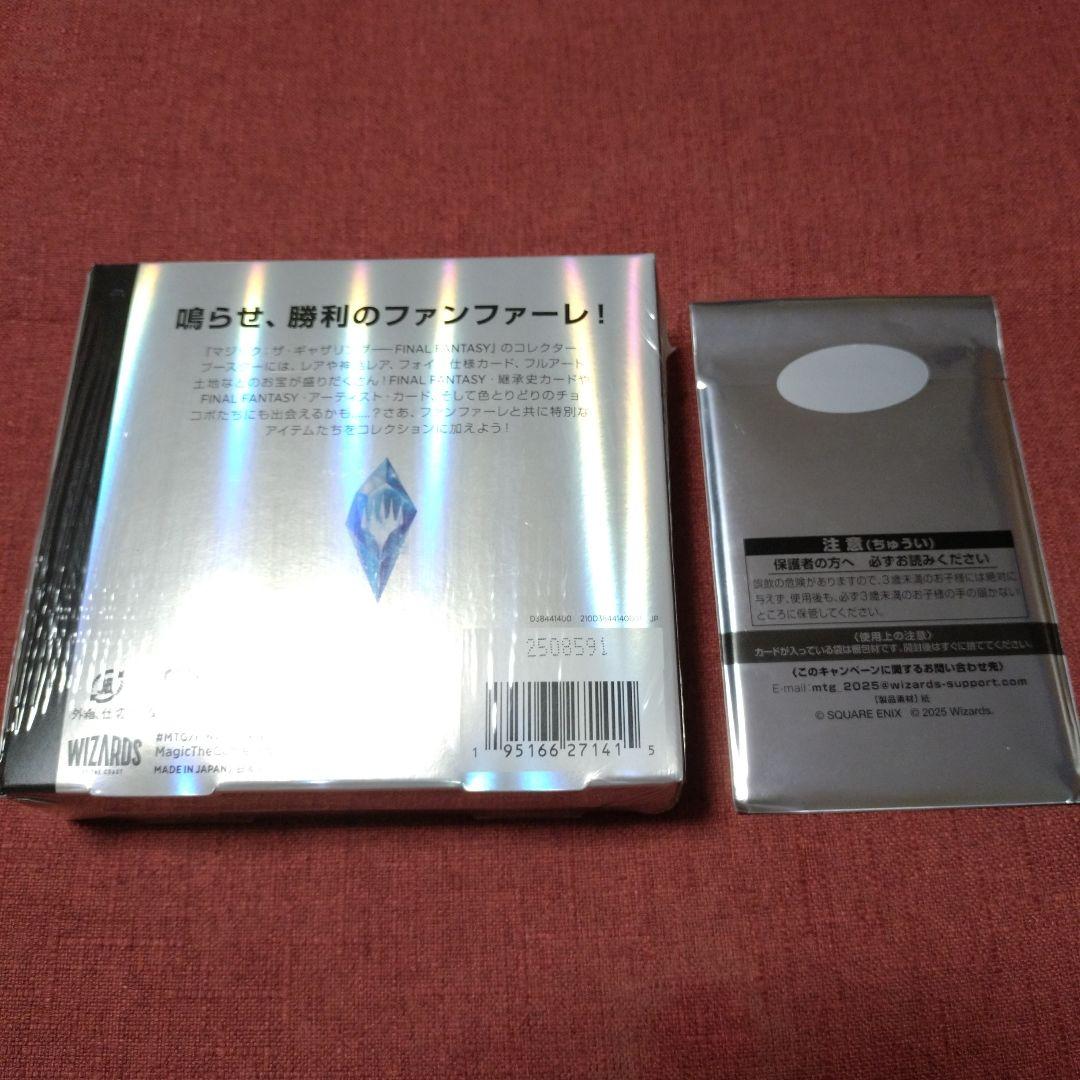 鳴らせ、勝利のファンファーレ!
『マジック:ザ・ギャザリング——FINAL FANTASY』のコレクター・
ブースターには、レアや神話レア、フォイル仕様カード、フルアート
土地などのお宝が盛りだくさん!FINAL FANTASY・継承史カードや
FINAL FANTASY・アーティスト・カード、そして色とりどりのチョ
コボたちにも出会えるかも……?さあ、ファンファーレと共に特別な
アイテムたちをコレクションに加えよう!
D38441400 JP
2508591
外箱、仕
WIZARDS
OF THE COAST
#MTG
MagicTheG
MADE IN JAPAN
1 95166 27141 5
注意(ちゅうい)
保護者の方へ 必ずお読みください
誤飲の危険がありますので、3歳未満のお子様には絶対に
与えず、使用後も、必ず3歳未満のお子様の手の届かない
ところに保管してください。
〈使用上の注意〉
カードが入っている袋は梱包材です。開封後はすぐに捨ててください。
〈このキャンペーンに関するお問い合わせ先〉
E-mail:mtg_2025@wizards-support.com
〔製品素材〕紙
© SQUARE ENIX © 2025 Wizards.